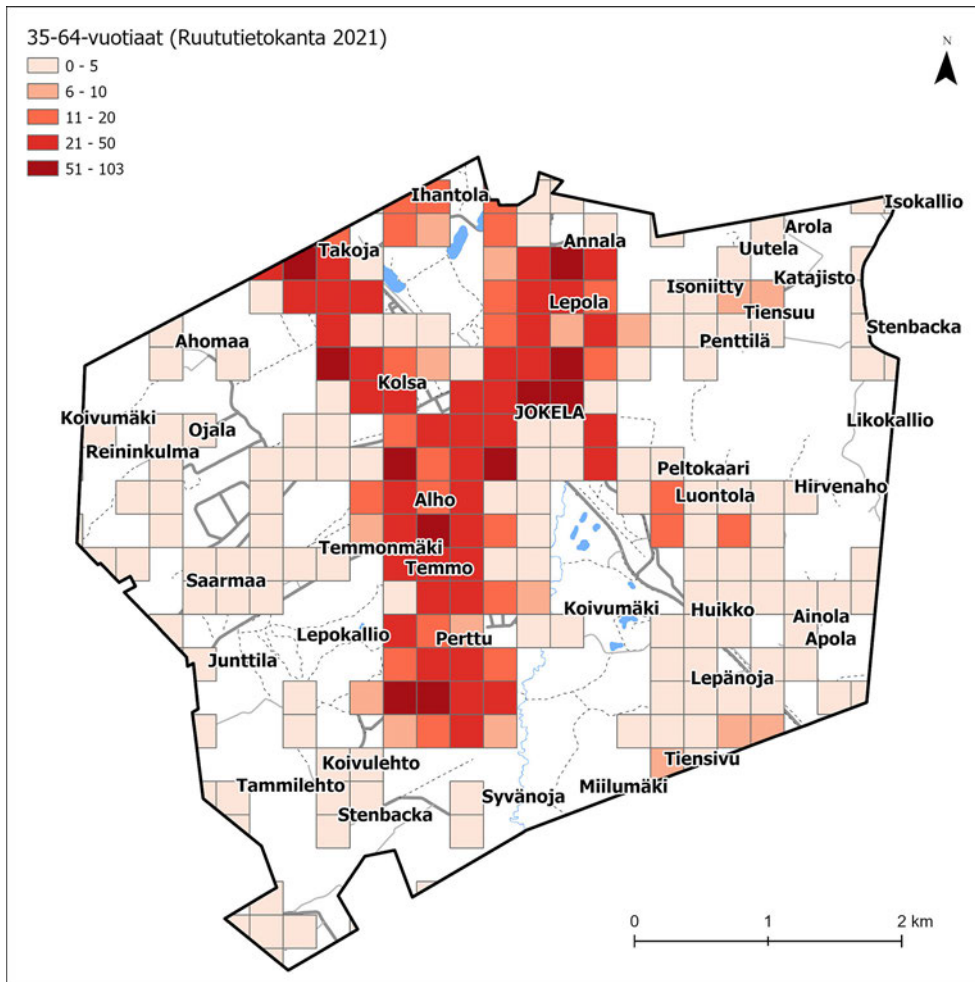 35-64-vuotiaat (Ruututietokanta 2021)
0 - 5
6 - 10
11 - 20
21 - 50
51 - 103
N
Ihantola
Isokallio
Arola
Annala
Uutela
Takoja
Katajisto
Isoniitty
Lepola
Tiensuu
Stenbacka
Ahomaa
Penttilä
Kolsa
JOKELA
Koivumäki
Likokallio
Ojala
Reininkulma
Peltokaari
Hirvenaho
Alho
Luontola
Temmonmäki
Temmo
Saarmaa
Koivumäki
Huikko
Ainola
Lepokallio
Perttu
Apola
Junttila
Lepänoja
Koivulehto
Tiensivu
Tammilehto
Miilumäki
Syvänoja
Stenbacka
0 1 2 km